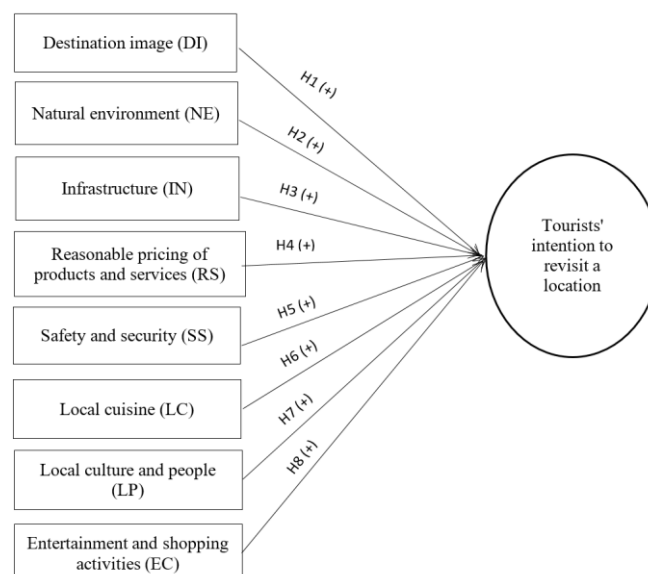 Destination image (DI)
H1 (+)
Natural environment (NE)
H2 (+)
Infrastructure (IN)
H3 (+)
Reasonable pricing of
products and services (RS)
H4 (+)
Safety and security (SS)
H5 (+)
Local cuisine (LC)
H6 (+)
Local culture and people
(LP)
H7 (+)
Entertainment and shopping
activities (EC)
H8 (+)
Tourists'
intention to
revisit a
location